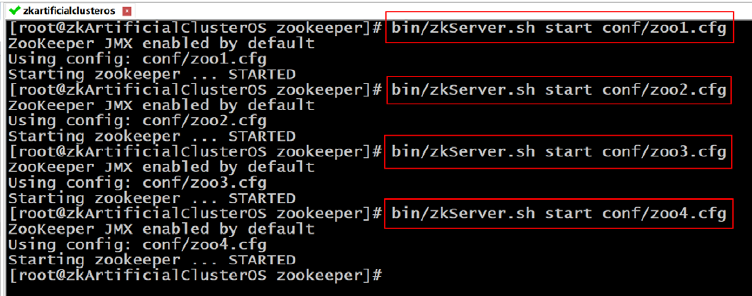 zkartificialclusteros
[root@zkArtificialClusterOS zookeeper]# bin/zkServer.sh start conf/zoo1.cfg
ZooKeeper JMX enabled by default
Using config: conf/zoo1.cfg
Starting zookeeper ... STARTED
[root@zkArtificialClusterOS zookeeper]# bin/zkServer.sh start conf/zoo2.cfg
ZooKeeper JMX enabled by default
Using config: conf/zoo2.cfg
Starting zookeeper ... STARTED
[root@zkArtificialClusterOS zookeeper]# bin/zkServer.sh start conf/zoo3.cfg
ZooKeeper JMX enabled by default
Using config: conf/zoo3.cfg
Starting zookeeper ... STARTED
[root@zkArtificialClusterOS zookeeper]# bin/zkServer.sh start conf/zoo4.cfg
ZooKeeper JMX enabled by default
Using config: conf/zoo4.cfg
Starting zookeeper ... STARTED
[root@zkArtificialClusterOS zookeeper]#